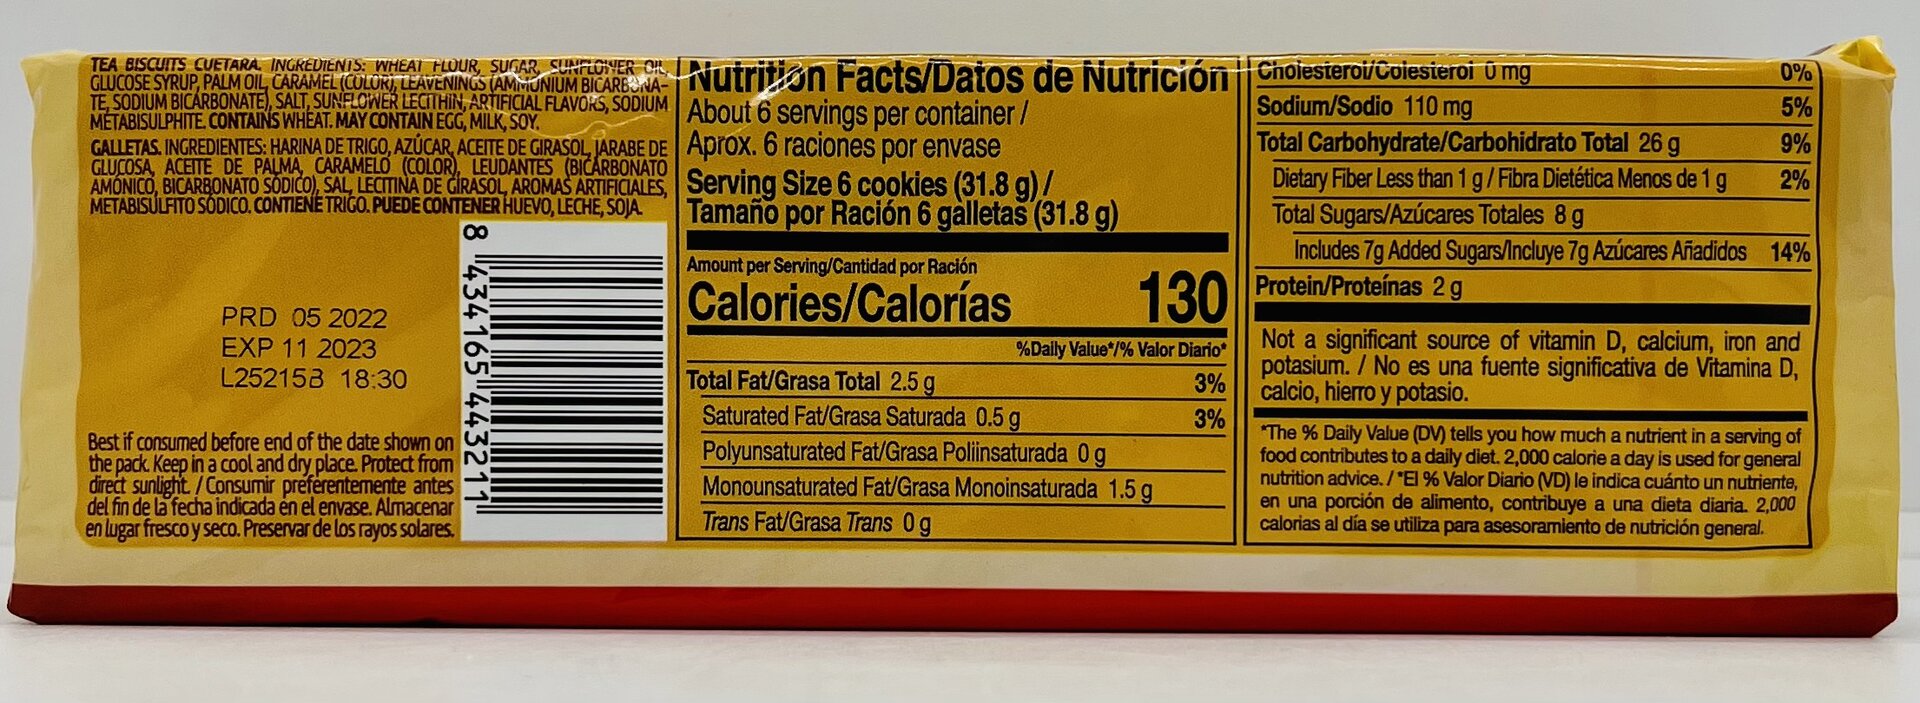 TEA BISCUITS CUETARA. INGREDIENTS: WHEAT FLOUR, SUGAR, SUNFLOWER OIL,
GLUCOSE SYRUP, PALM OIL, CARAMEL (COLOR), LEAVENINGS (AMMONIUM BICARBONA-
TE, SODIUM BICARBONATE), SALT, SUNFLOWER LECITHIN, ARTIFICIAL FLAVORS, SODIUM
METABISULPHITE. CONTAINS WHEAT. MAY CONTAIN EGG, MILK, SOY.
GALLETAS. INGREDIENTES: HARINA DE TRIGO, AZÚCAR, ACEITE DE GIRASOL, JARABE DE
GLUCOSA, ACEITE DE PALMA, CARAMELO (COLOR), LEUDANTES (BICARBONATO
AMÓNICO, BICARBONATO SÓDICO), SAL, LECITINA DE GIRASOL, AROMAS ARTIFICIALES,
METABISULFITO SÓDICO. CONTIENE TRIGO. PUEDE CONTENER HUEVO, LECHE, SOJA.
PRD 05 2022
EXP 11 2023
L25215B 18:30
Best if consumed before end of the date shown on
the pack. Keep in a cool and dry place. Protect from
direct sunlight. / Consumir preferentemente antes
del fin de la fecha indicada en el envase. Almacenar
en lugar fresco y seco. Preservar de los rayos solares.
8 434165 443211
Nutrition Facts/Datos de Nutrición
About 6 servings per container /
Aprox. 6 raciones por envase
Serving Size 6 cookies (31.8 g) /
Tamaño por Ración 6 galletas (31.8 g)
Amount per Serving/Cantidad por Ración
Calories/Calorías 130
%Daily Value*/% Valor Diario*
Total Fat/Grasa Total 2.5 g 3%
Saturated Fat/Grasa Saturada 0.5 g 3%
Polyunsaturated Fat/Grasa Poliinsaturada 0 g
Monounsaturated Fat/Grasa Monoinsaturada 1.5 g
Trans Fat/Grasa Trans 0 g
Cholesterol/Colesterol 0 mg 0%
Sodium/Sodio 110 mg 5%
Total Carbohydrate/Carbohidrato Total 26 g 9%
Dietary Fiber Less than 1 g / Fibra Dietética Menos de 1 g 2%
Total Sugars/Azúcares Totales 8 g
Includes 7g Added Sugars/Incluye 7g Azúcares Añadidos 14%
Protein/Proteínas 2 g
Not a significant source of vitamin D, calcium, iron and
potasium. / No es una fuente significativa de Vitamina D,
calcio, hierro y potasio.
*The % Daily Value (DV) tells you how much a nutrient in a serving of
food contributes to a daily diet. 2,000 calorie a day is used for general
nutrition advice. / *El % Valor Diario (VD) le indica cuánto un nutriente,
en una porción de alimento, contribuye a una dieta diaria. 2,000
calorias al día se utiliza para asesoramiento de nutrición general.